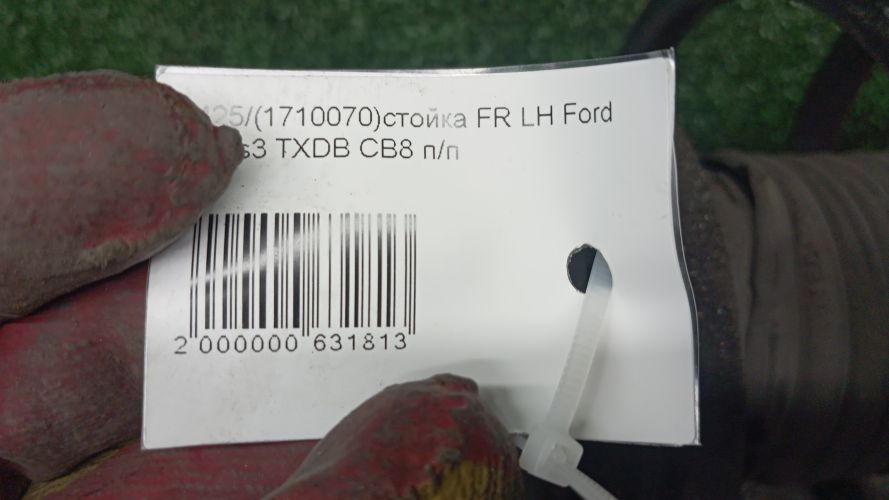 425/(1710070)стойка FR LH Ford
s3 TXDB CB8 п/п
2 000000 631813